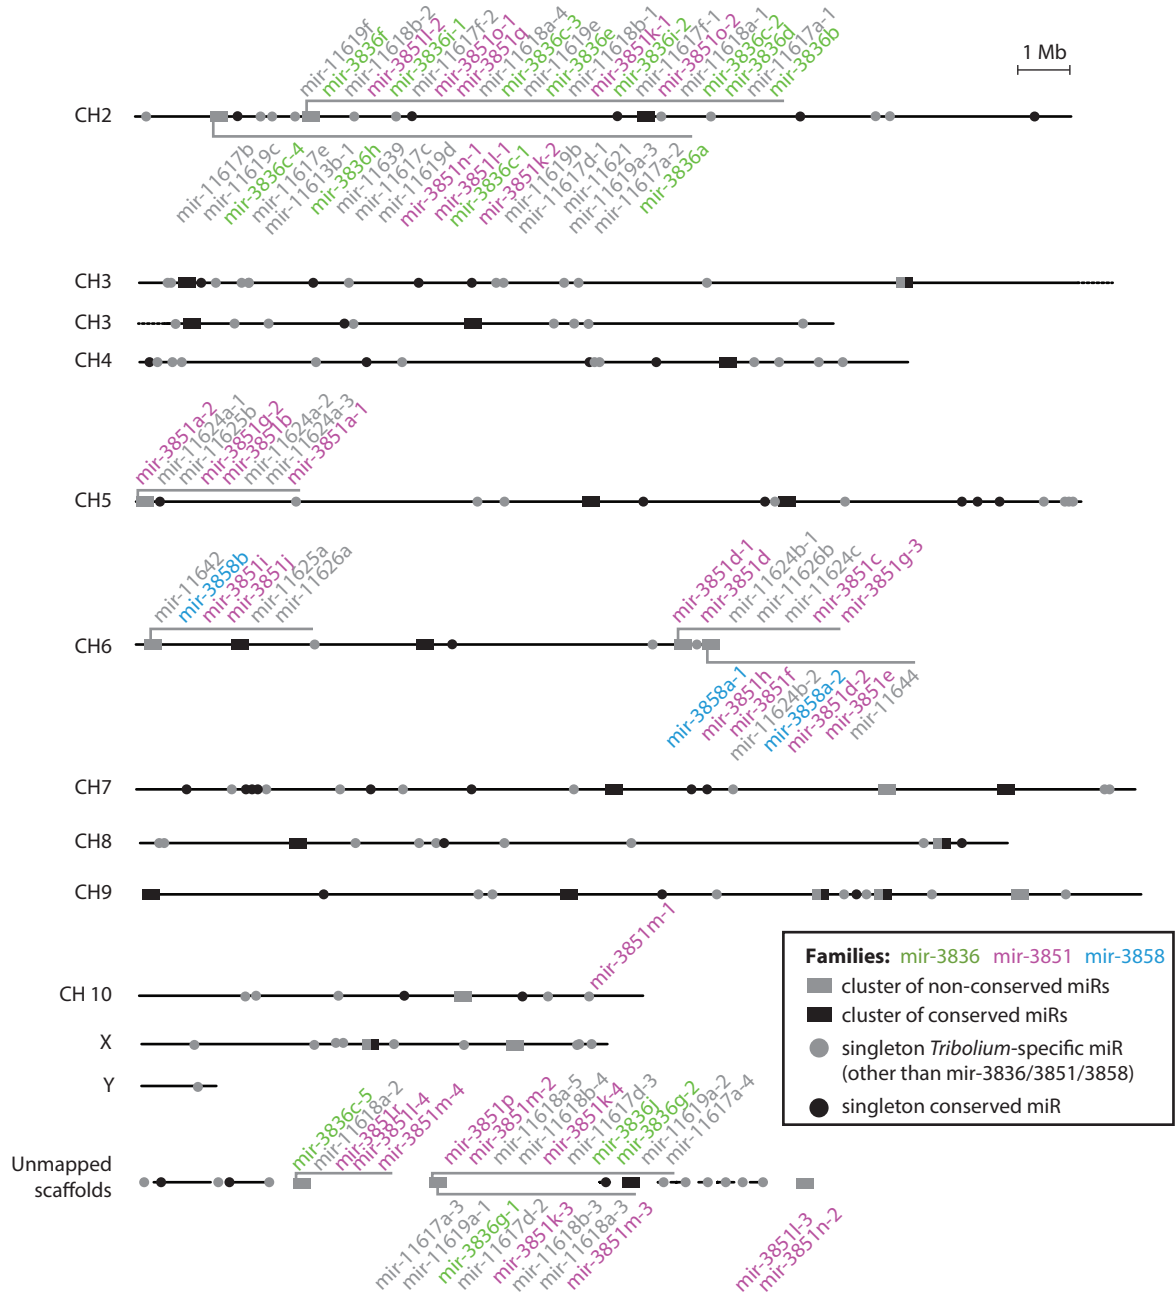 mir-11619f
mir-3836f
mir-11618b-2
mir-3851l-2
mir-3836i-1
mir-11617f-2
mir-3851o-1
mir-3851q
mir-11618a-4
mir-3836c-3
mir-11619e
mir-3836e
mir-11618b-1
mir-3851k-1
mir-3836i-2
mir-11617f-1
mir-3851o-2
mir-11618a-1
mir-3836c-2
mir-3836d
mir-11617a-1
mir-3836b
1 Mb
CH2
mir-11617b
mir-11619c
mir-3836c-4
mir-11617e
mir-11613b-1
mir-3836h
mir-11639
mir-11617c
mir-11619d
mir-3851n-1
mir-3851l-1
mir-3836c-1
mir-3851k-2
mir-11619b
mir-11617d-1
mir-11621
mir-11619a-3
mir-11617a-2
mir-3836a
CH3
CH3
CH4
mir-3851a-2
mir-11624a-1
mir-11625b
mir-3851g-2
mir-3851b
mir-11624a-2
mir-11624a-3
mir-3851a-1
CH5
mir-11642
mir-3858b
mir-3851i
mir-3851j
mir-11625a
mir-11626a
mir-3851d-1
mir-3851d
mir-11624b-1
mir-11626b
mir-11624c
mir-3851c
mir-3851g-3
CH6
mir-3858a-1
mir-3851h
mir-3851f
mir-11624b-2
mir-3858a-2
mir-3851d-2
mir-3851e
mir-11644
CH7
CH8
CH9
mir-3851m-1
CH 10
X
Y
Families: mir-3836 mir-3851 mir-3858
cluster of non-conserved miRs
cluster of conserved miRs
singleton Tribolium-specific miR
(other than mir-3836/3851/3858)
singleton conserved miR
mir-3836c-5
mir-11618a-2
mir-3851r
mir-3851l-4
mir-3851m-4
mir-3851p
mir-3851m-2
mir-11618a-5
mir-11618b-4
mir-3851k-4
mir-11617d-3
mir-3836j
mir-3836g-2
mir-11619a-2
mir-11617a-4
Unmapped
scaffolds
mir-11617a-3
mir-11619a-1
mir-3836g-1
mir-11617d-2
mir-3851k-3
mir-11618b-3
mir-11618a-3
mir-3851m-3
mir-3851l-3
mir-3851n-2